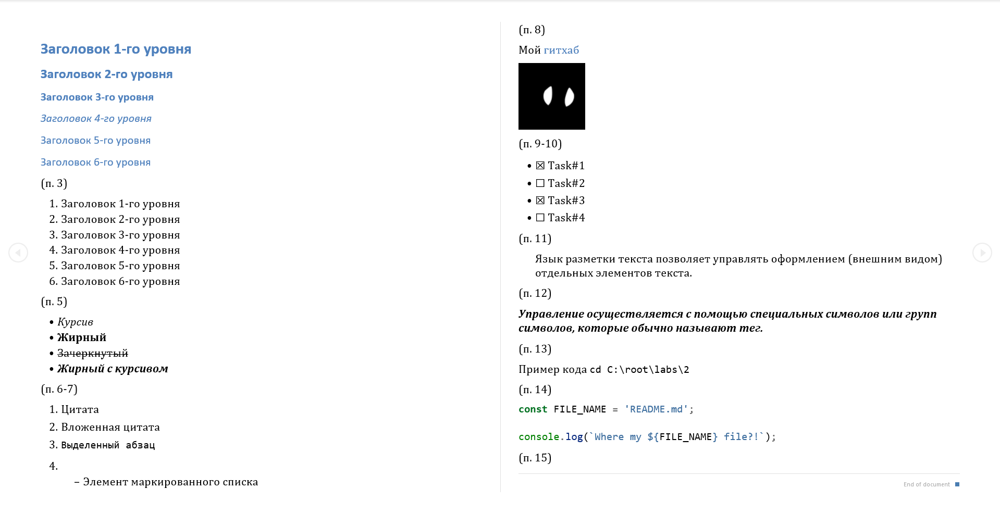 Заголовок 1-го уровня
Заголовок 2-го уровня
Заголовок 3-го уровня
Заголовок 4-го уровня
Заголовок 5-го уровня
Заголовок 6-го уровня
(п. 3)
1. Заголовок 1-го уровня
2. Заголовок 2-го уровня
3. Заголовок 3-го уровня
4. Заголовок 4-го уровня
5. Заголовок 5-го уровня
6. Заголовок 6-го уровня
(п. 5)
• Курсив
• Жирный
• Зачеркнутый
• Жирный с курсивом
(п. 6-7)
1. Цитата
2. Вложенная цитата
3. Выделенный абзац
4.
– Элемент маркированного списка
(п. 8)
Мой гитхаб
(п. 9-10)
• ☒ Task#1
• ☐ Task#2
• ☒ Task#3
• ☐ Task#4
(п. 11)
Язык разметки текста позволяет управлять оформлением (внешним видом)
отдельных элементов текста.
(п. 12)
Управление осуществляется с помощью специальных символов или групп
символов, которые обычно называют тег.
(п. 13)
Пример кода cd C:\root\labs\2
(п. 14)
const FILE_NAME = 'README.md';
console.log(`Where my ${FILE_NAME} file?!`);
(п. 15)
End of document